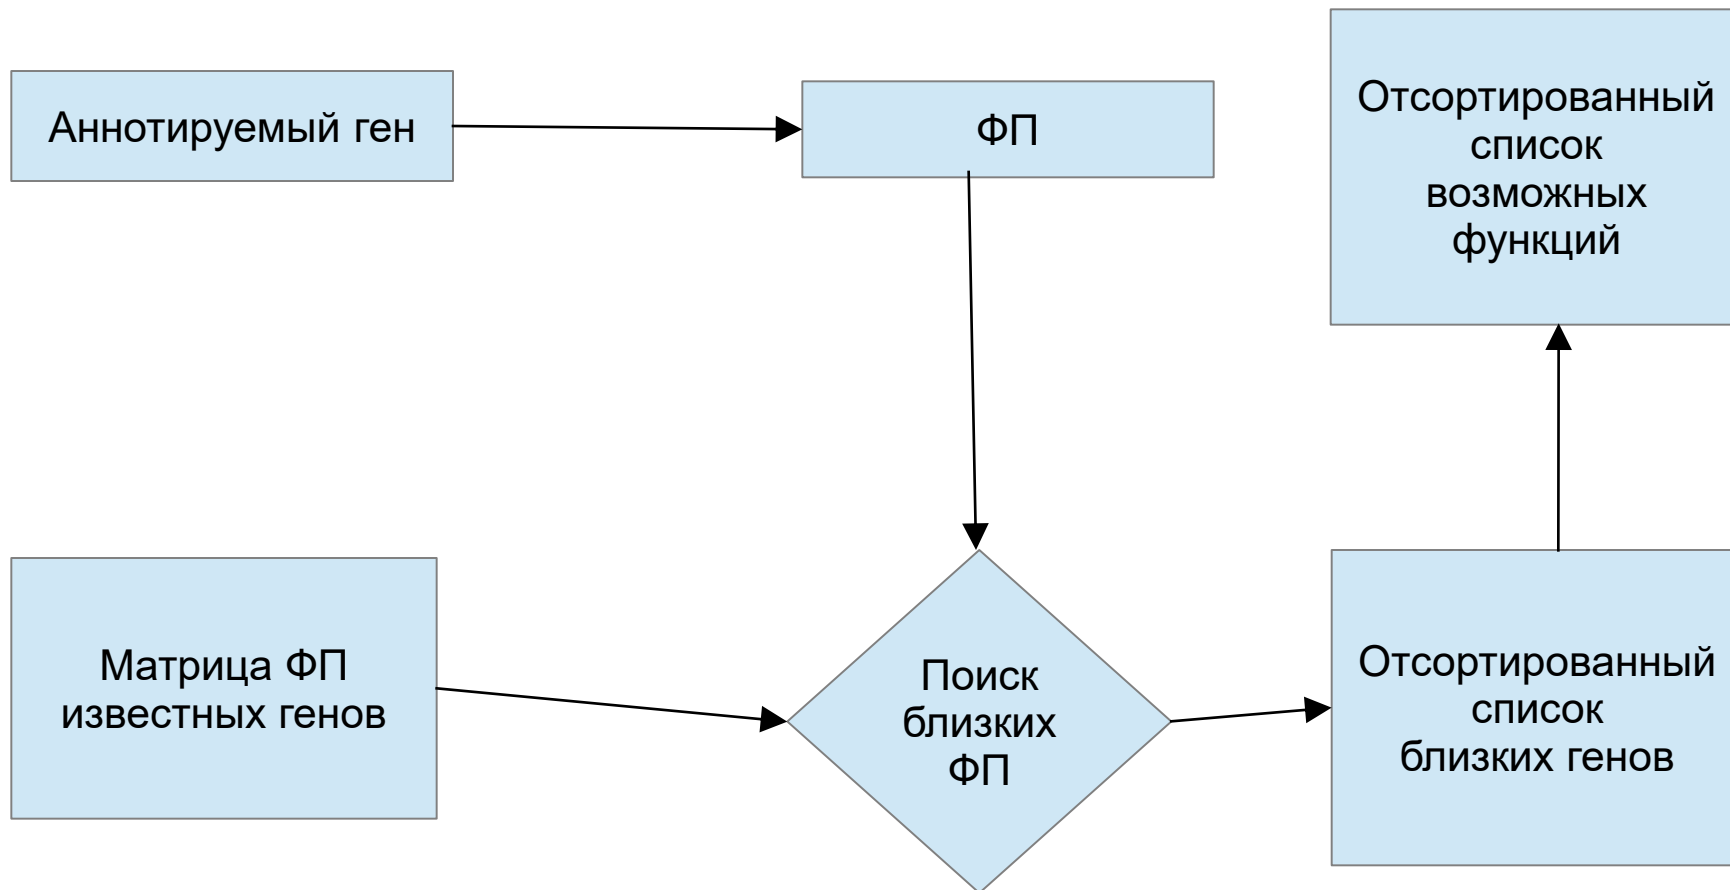 Аннотируемый ген
ФП
Отсортированный
список
возможных
функций
Матрица ФП
известных генов
Поиск
близких
ФП
Отсортированный
список
близких генов